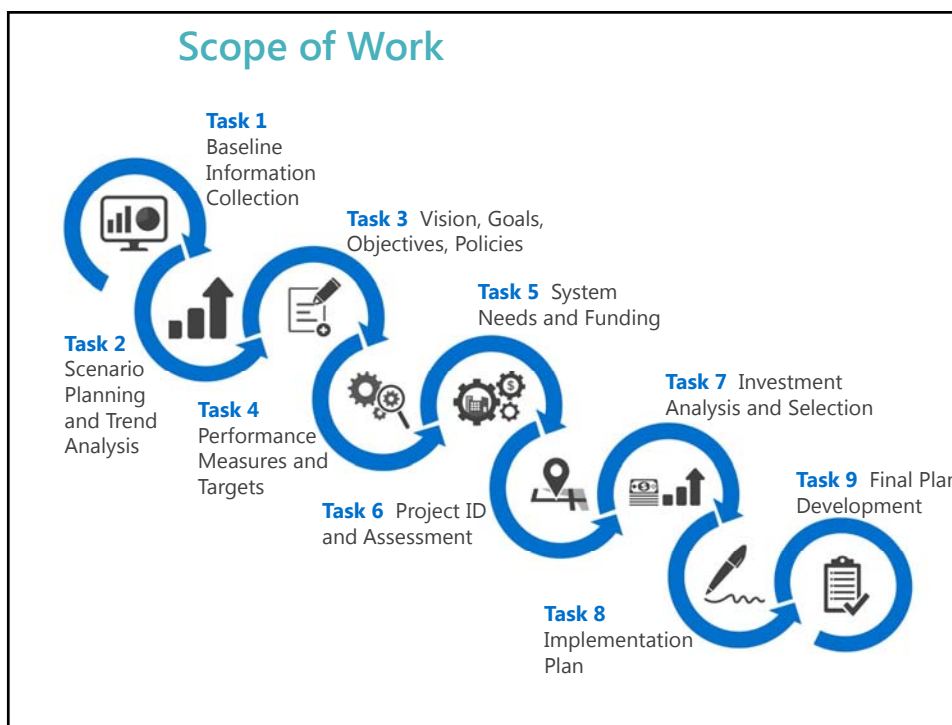 Scope of Work
Task 1
Baseline
Information
Collection
Task 2
Scenario
Planning
and Trend
Analysis
Task 3 Vision, Goals,
Objectives, Policies
Task 4
Performance
Measures and
Targets
Task 5 System
Needs and Funding
Task 6 Project ID
and Assessment
Task 7 Investment
Analysis and Selection
Task 8
Implementation
Plan
Task 9 Final Plan
Development